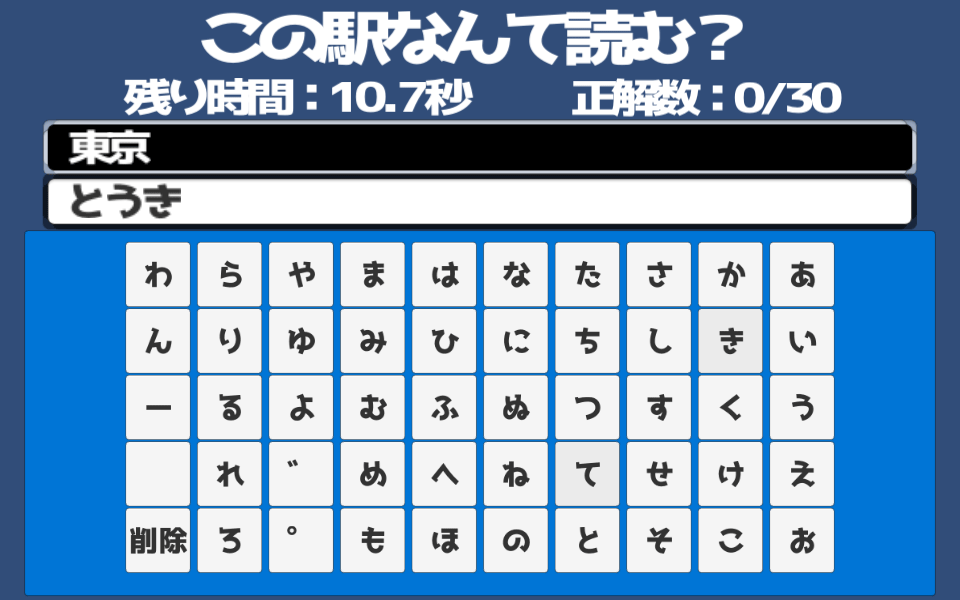 この駅なんて読む？
残り時間：10.7秒 正解数：0/30
東京
とうき
わ ら や ま は な た さ か あ
ん り ゆ み ひ に ち し き い
ー る よ む ふ ぬ つ す く う
れ ゛ め へ ね て せ け え
削除 ろ ゜ も ほ の と そ こ お